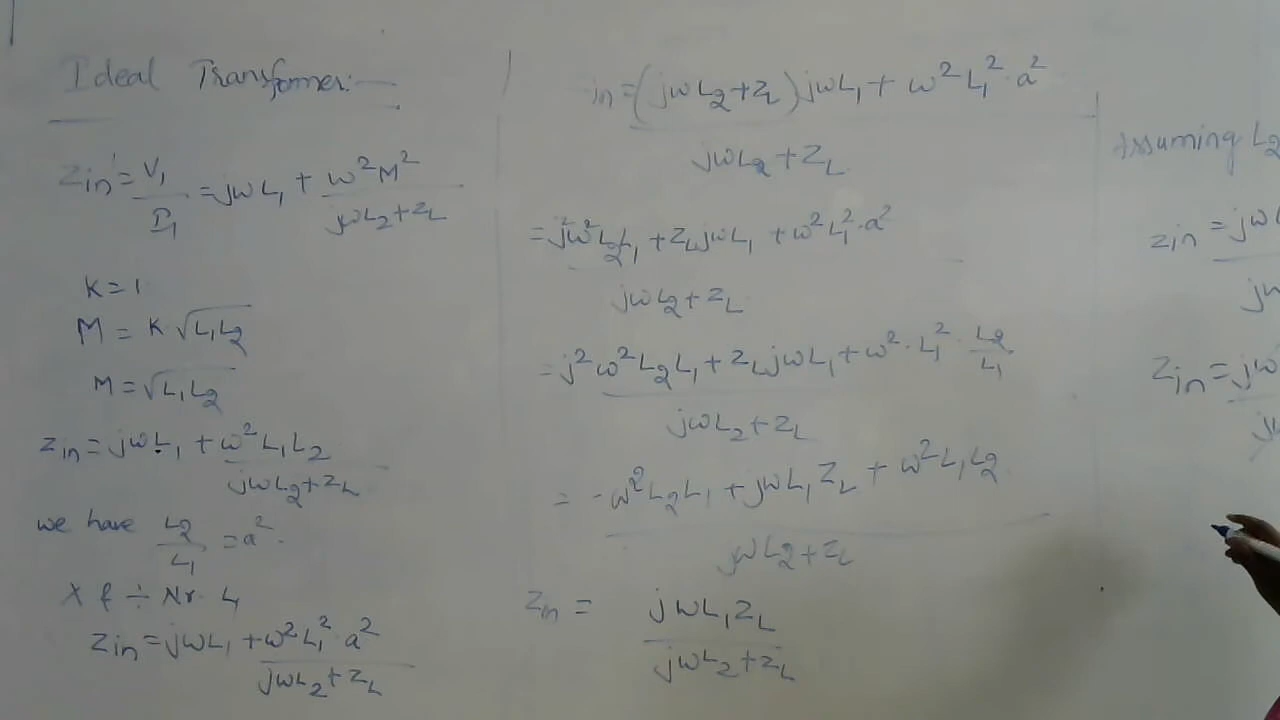 Ideal Transformer:-
Zin = V1 / I1 = jωL1 + ω²M² / jωL2+ZL
K = 1
M = K √L1L2
M = √L1L2
Zin = jωL1 + ω²L1L2 / jωL2+ZL
we have L2 / L1 = a².
X & ÷ Nr. L1
Zin = jωL1 + ω²L1²·a² / jωL2+ZL
in = (jωL2+ZL) jωL1 + ω²L1²·a² / jωL2+ZL
= j²ω²L2L1 + ZLjωL1 + ω²L1²·a² / jωL2+ZL
= j²ω²L2L1 + ZLjωL1 + ω²·L1²·L2/L1 / jωL2+ZL
= -ω²L2L1 + jωL1ZL + ω²L1L2 / jωL2+ZL
Zin = jωL1ZL / jωL2+ZL
Assuming L2
Zin = jω
jω
Zin = jω